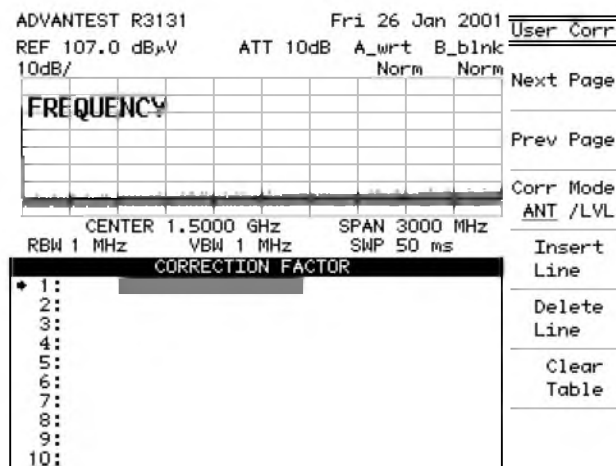 ADVANTEST R3131 Fri 26 Jan 2001
REF 107.0 dBμV ATT 10dB A_wrt B_blnk
10dB/ Norm Norm
FREQUENCY
CENTER 1.5000 GHz SPAN 3000 MHz
RBW 1 MHz VBW 1 MHz SWP 50 ms
CORRECTION FACTOR
1:
2:
3:
4:
5:
6:
7:
8:
9:
10:
User Corr
Next Page
Prev Page
Corr Mode
ANT /LVL
Insert
Line
Delete
Line
Clear
Table